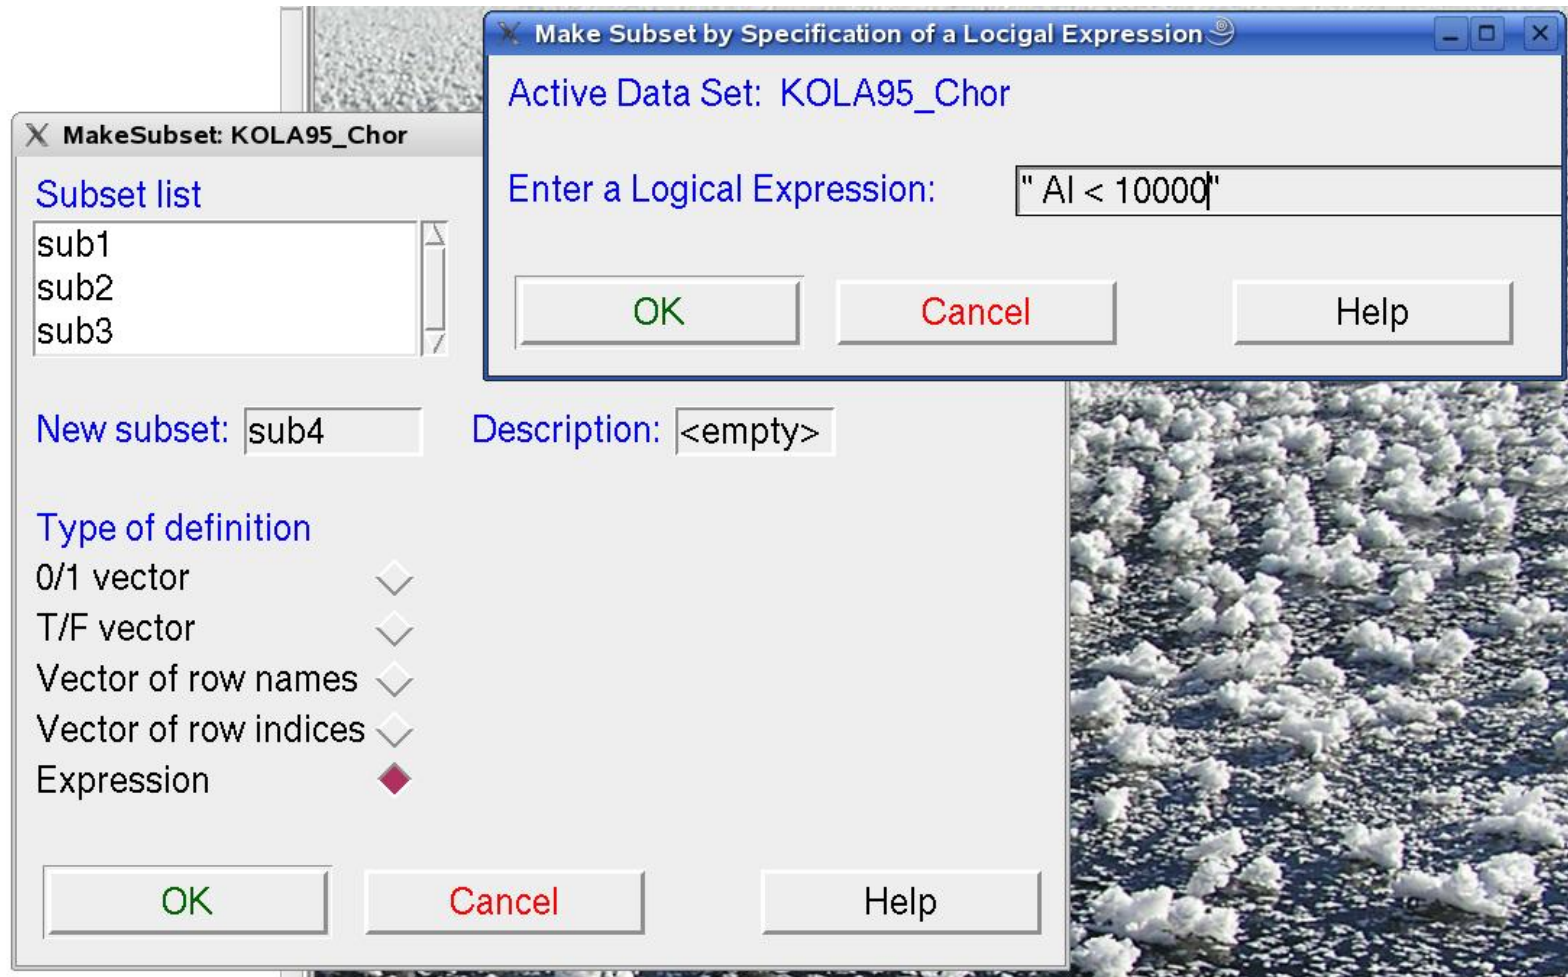 Make Subset by Specification of a Locigal Expression
Active Data Set: KOLA95_Chor
Enter a Logical Expression: " Al < 10000"
OK Cancel Help
MakeSubset: KOLA95_Chor
Subset list
sub1
sub2
sub3
New subset: sub4 Description: <empty>
Type of definition
0/1 vector
T/F vector
Vector of row names
Vector of row indices
Expression
OK Cancel Help